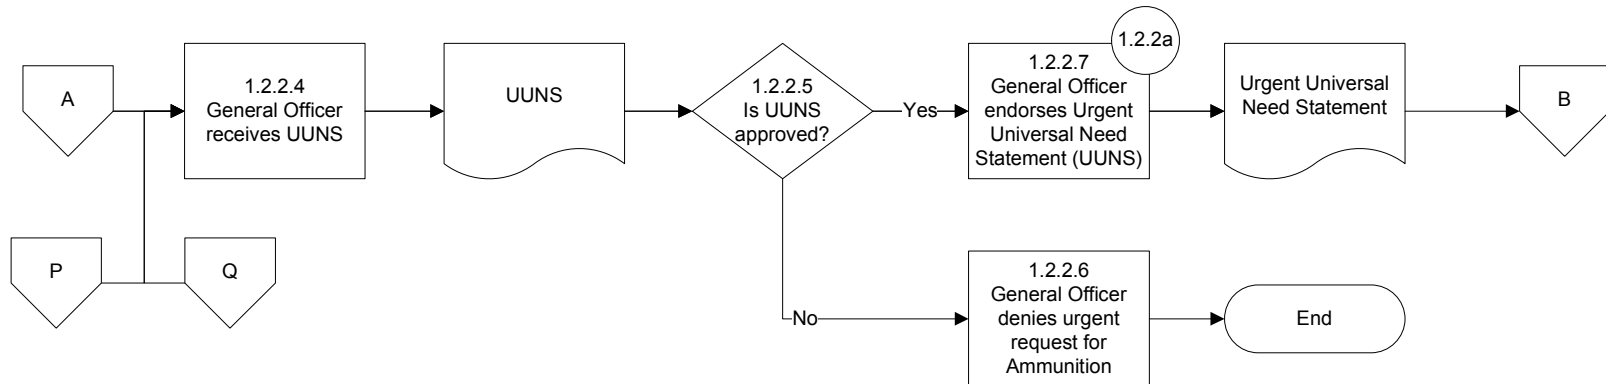 A
1.2.2.4
General Officer
receives UUNS
UUNS
1.2.2.5
Is UUNS
approved?
Yes
1.2.2a
1.2.2.7
General Officer
endorses Urgent
Universal Need
Statement (UUNS)
Urgent Universal
Need Statement
B
P
Q
No
1.2.2.6
General Officer
denies urgent
request for
Ammunition
End